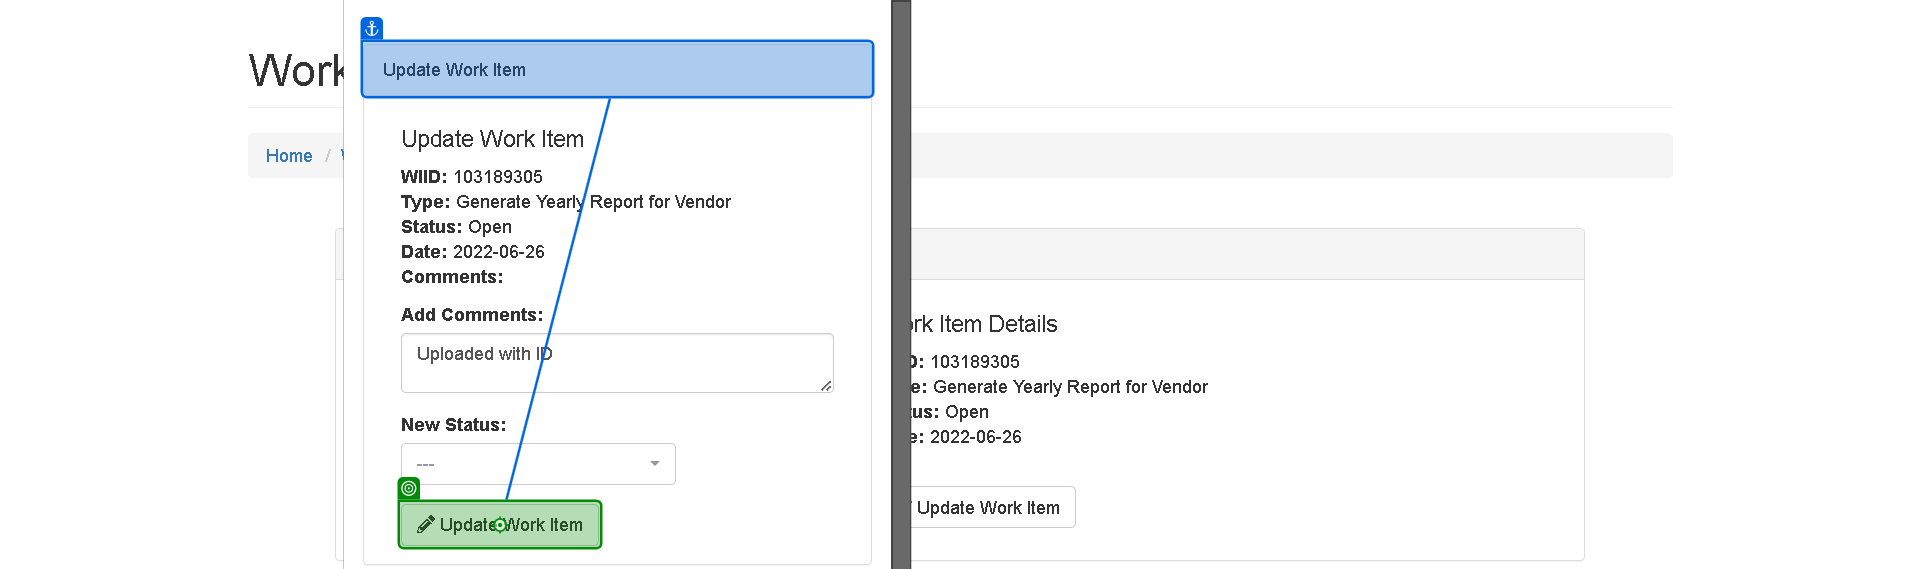 Work
Home /
Update Work Item
Update Work Item
WIID: 103189305
Type: Generate Yearly Report for Vendor
Status: Open
Date: 2022-06-26
Comments:
Add Comments:
Uploaded with ID
New Status:
---
Update Work Item
ork Item Details
D: 103189305
e: Generate Yearly Report for Vendor
tus: Open
e: 2022-06-26
Update Work Item